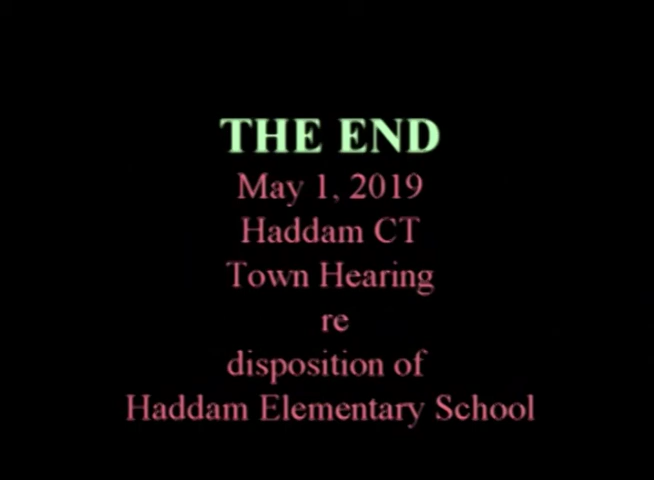 THE END
May 1, 2019
Haddam CT
Town Hearing
re
disposition of
Haddam Elementary School